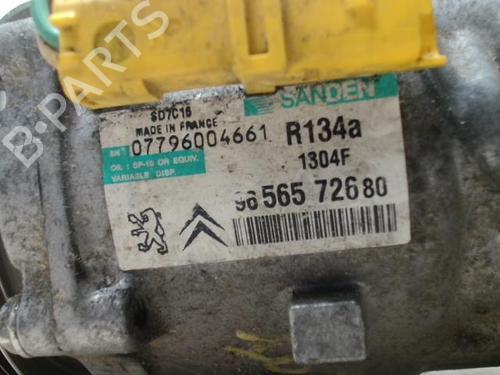 SD7C16
SANDEN
MADE IN FRANCE
SN 07796004661
R134a
OIL : SP-10 OR EQUIV.
VARIABLE DISP.
1304F
96 565 726 80
B-PARTS